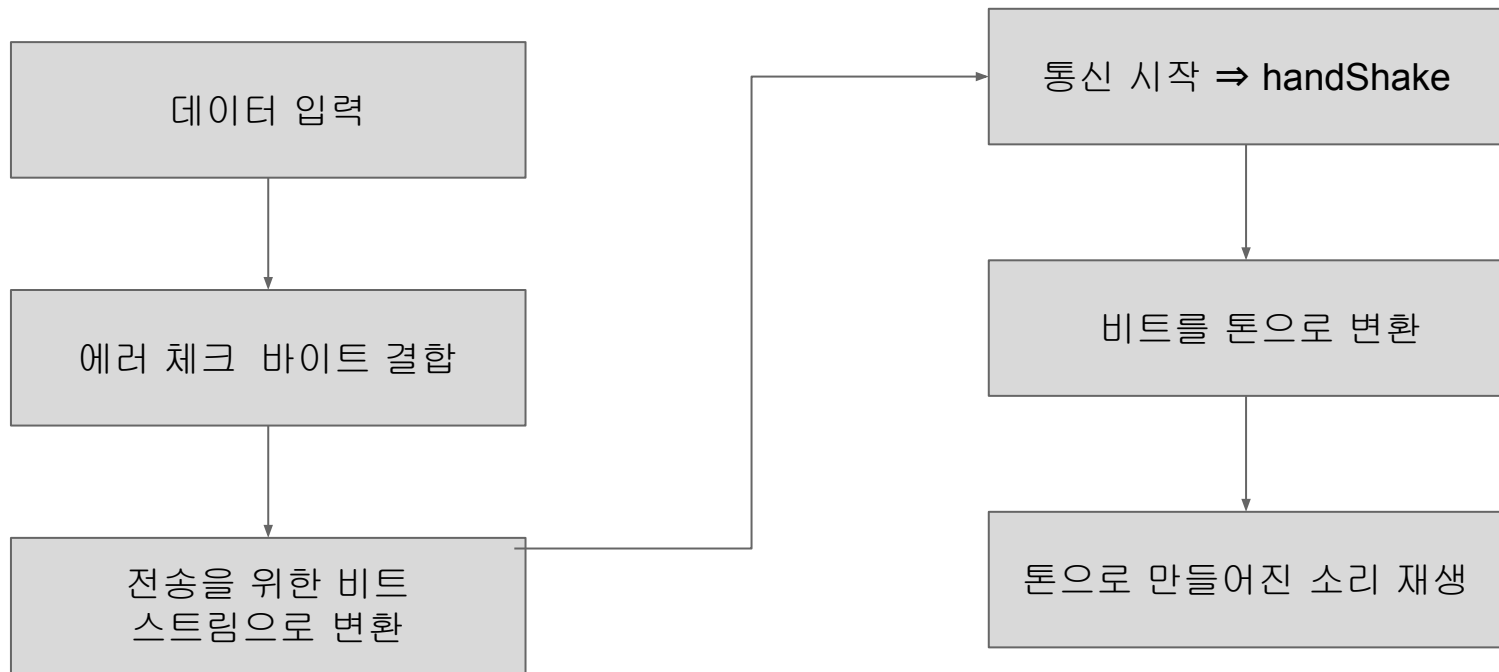 데이터 입력
에러 체크 바이트 결합
전송을 위한 비트
스트림으로 변환
통신 시작 ⇒ handShake
비트를 톤으로 변환
톤으로 만들어진 소리 재생